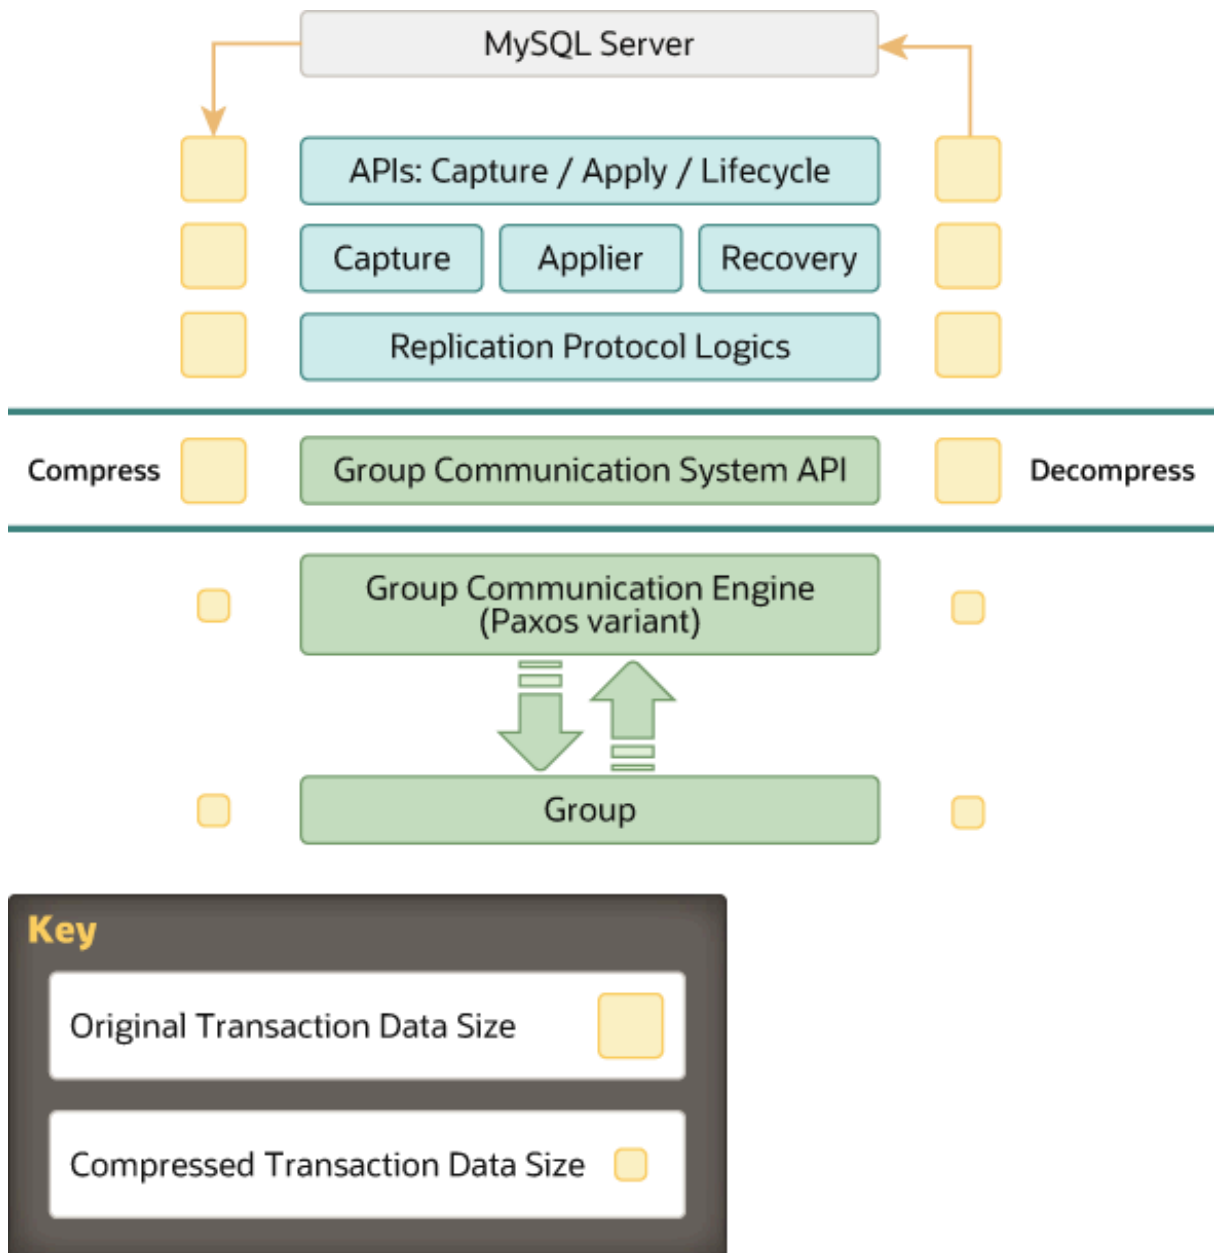 MySQL Server
APIs: Capture / Apply / Lifecycle
Capture
Applier
Recovery
Replication Protocol Logics
Compress
Group Communication System API
Decompress
Group Communication Engine
(Paxos variant)
Group
Key
Original Transaction Data Size
Compressed Transaction Data Size